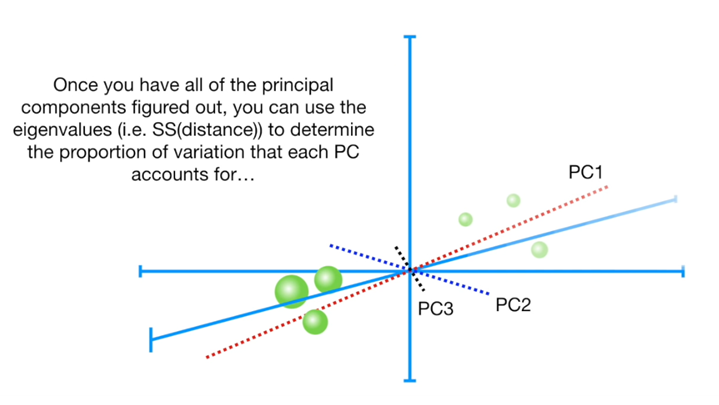 Once you have all of the principal
components figured out, you can use the
eigenvalues (i.e. SS(distance)) to determine
the proportion of variation that each PC
accounts for…
PC1
PC3
PC2